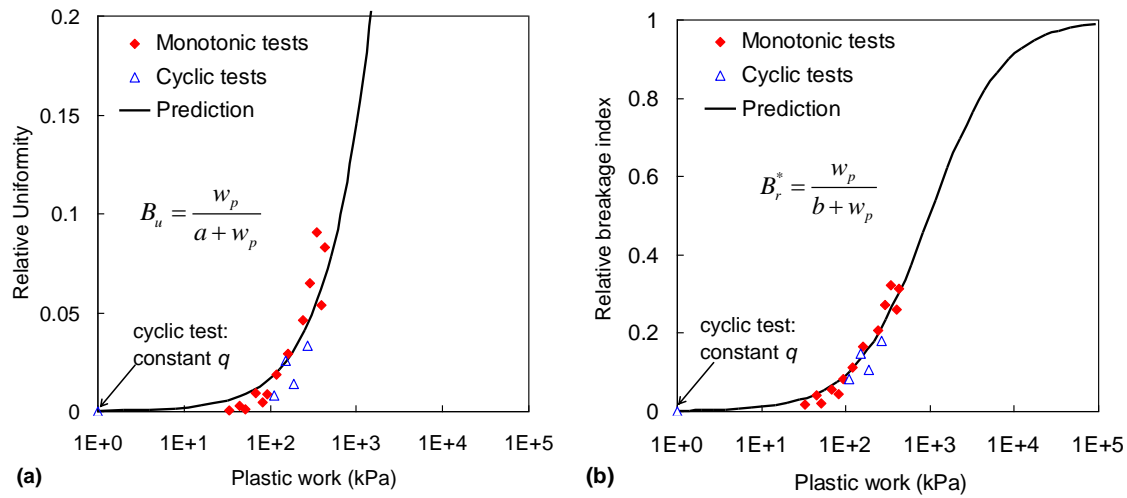 0.2
0.15
0.1
0.05
0
Relative Uniformity
Monotonic tests
Cyclic tests
Prediction
B_u = w_p / (a + w_p)
cyclic test:
constant q
1E+0 1E+1 1E+2 1E+3 1E+4 1E+5
(a) Plastic work (kPa)
1
0.8
0.6
0.4
0.2
0
Relative breakage index
Monotonic tests
Cyclic tests
Prediction
B_r^* = w_p / (b + w_p)
cyclic test:
constant q
1E+0 1E+1 1E+2 1E+3 1E+4 1E+5
(b) Plastic work (kPa)